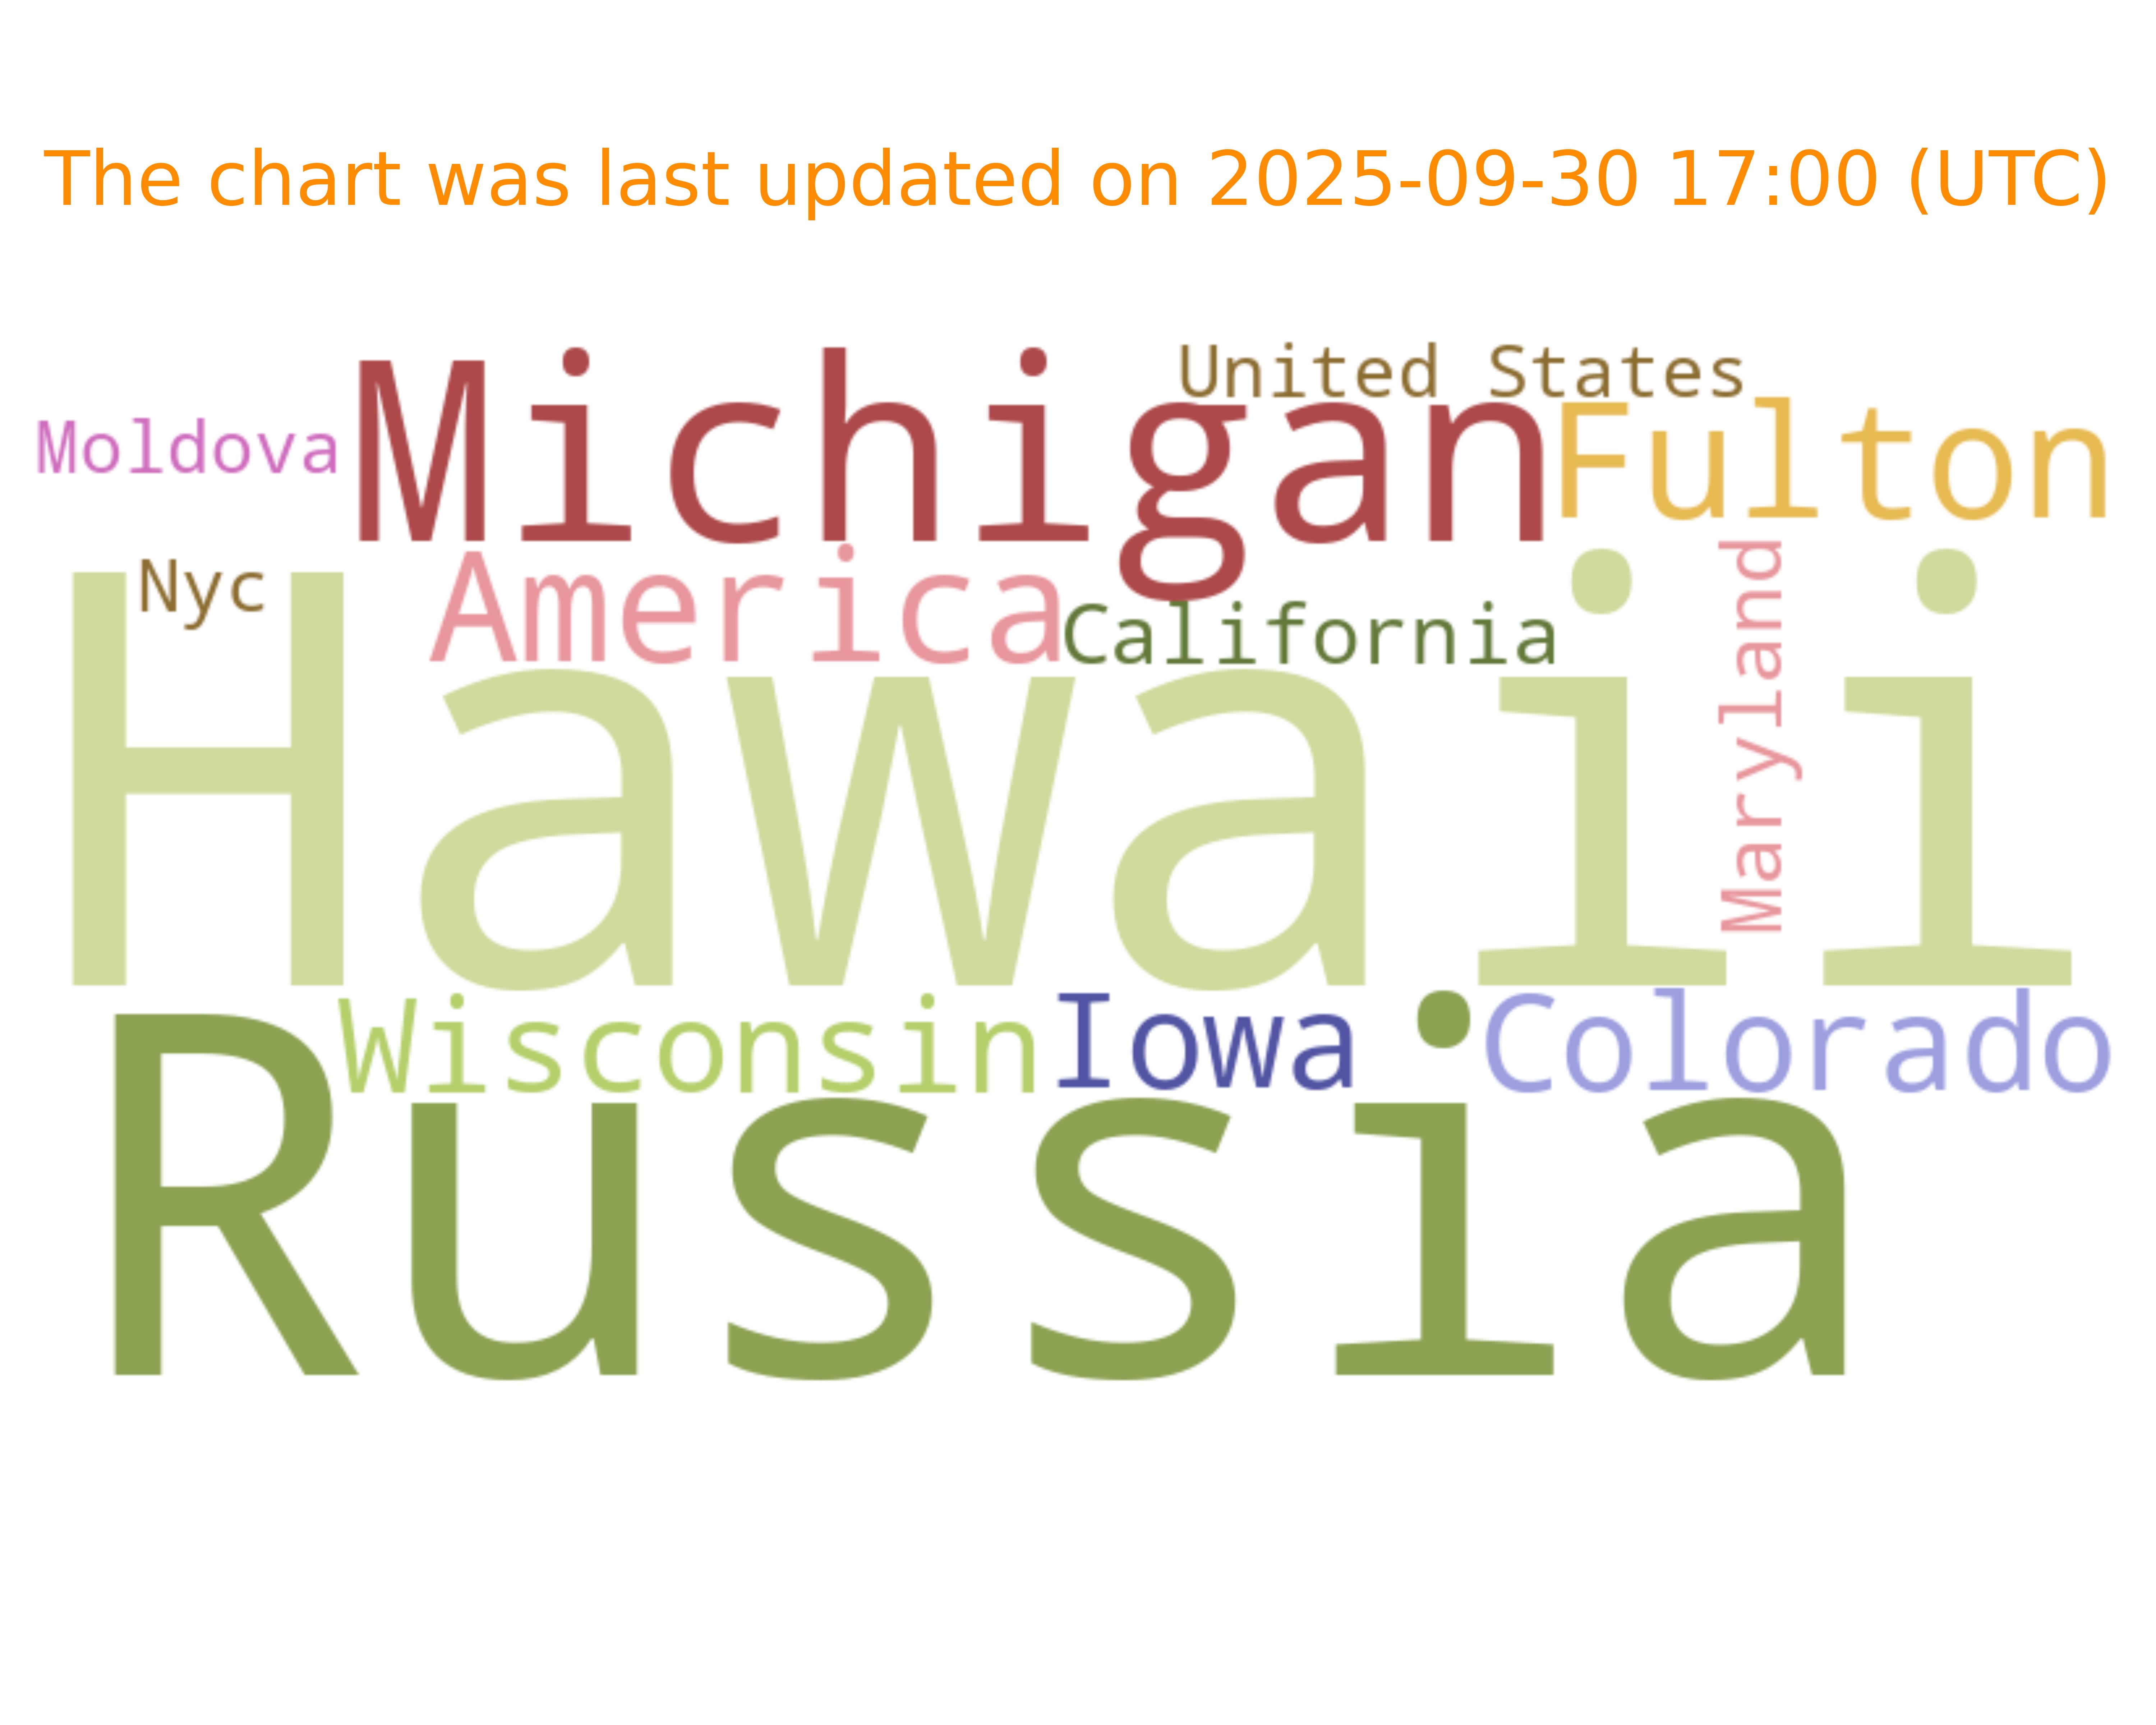 The chart was last updated on 2025-09-30 17:00 (UTC)
United States
Moldova
Michigan
Fulton
Nyc
America
California
Maryland
Hawaii
Wisconsin
Iowa
Colorado
Russia